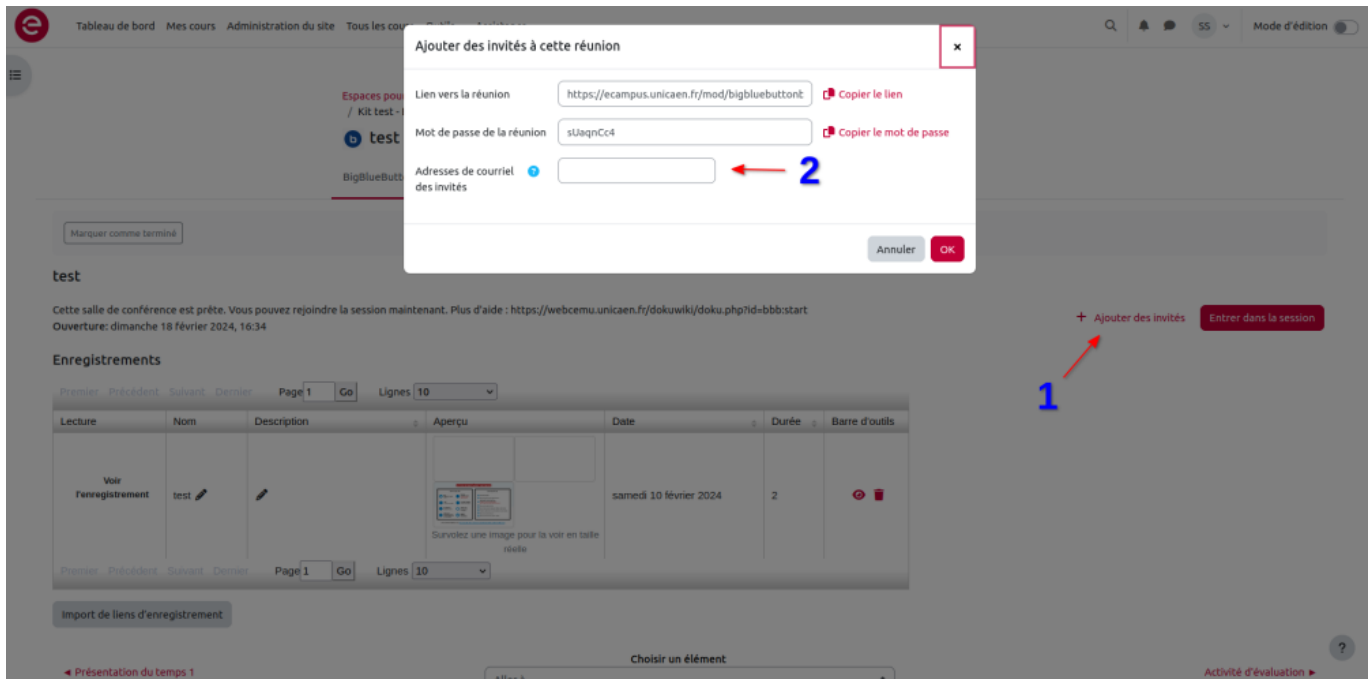 e Tableau de bord Mes cours Administration du site Tous les cou SS Mode d'édition
Ajouter des invités à cette réunion ×
Espaces pou
/ Kit test -
Lien vers la réunion https://ecampus.unicaen.fr/mod/bigbluebuttonb Copier le lien
b test
Mot de passe de la réunion sUaqnCc4 Copier le mot de passe
BigBlueButt
Adresses de courriel ? 2
des invités
Annuler OK
Marquer comme terminé
test
Cette salle de conférence est prête. Vous pouvez rejoindre la session maintenant. Plus d'aide : https://webcemu.unicaen.fr/dokuwiki/doku.php?id=bbb:start
Ouverture: dimanche 18 février 2024, 16:34
+ Ajouter des invités Entrer dans la session
1
Enregistrements
Premier Précédent Suivant Dernier Page 1 Go Lignes 10
Lecture Nom Description Aperçu Date Durée Barre d'outils
Voir
l'enregistrement test samedi 10 février 2024 2
Survolez une image pour la voir en taille
réelle
Premier Précédent Suivant Dernier Page 1 Go Lignes 10
Import de liens d'enregistrement
?
Choisir un élément
◄ Présentation du temps 1 Activité d'évaluation ►